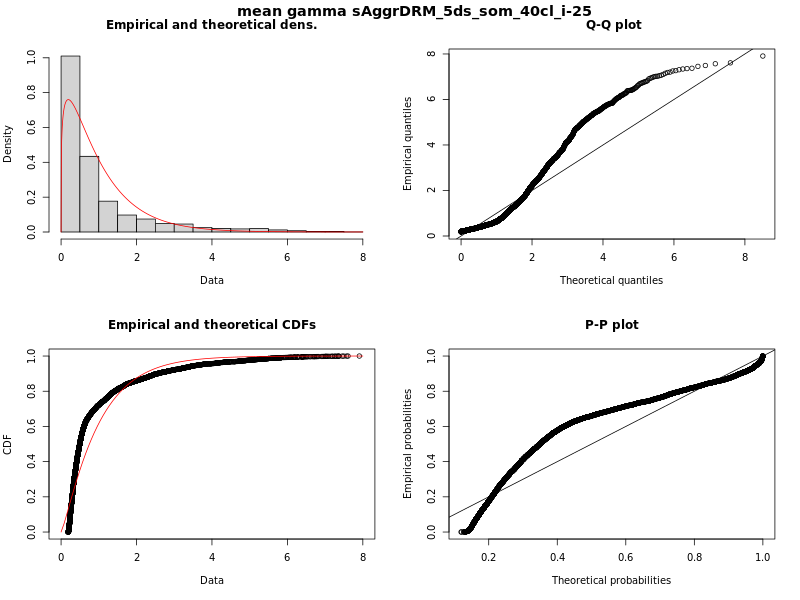 mean gamma sAggrDRM_5ds_som_40cl_i-25
Empirical and theoretical dens.
Density
0.0 0.2 0.4 0.6 0.8 1.0
0 2 4 6 8
Data
Q-Q plot
Empirical quantiles
0 2 4 6 8
0 2 4 6 8
Theoretical quantiles
Empirical and theoretical CDFs
CDF
0.0 0.2 0.4 0.6 0.8 1.0
0 2 4 6 8
Data
P-P plot
Empirical probabilities
0.0 0.2 0.4 0.6 0.8 1.0
0.2 0.4 0.6 0.8 1.0
Theoretical probabilities